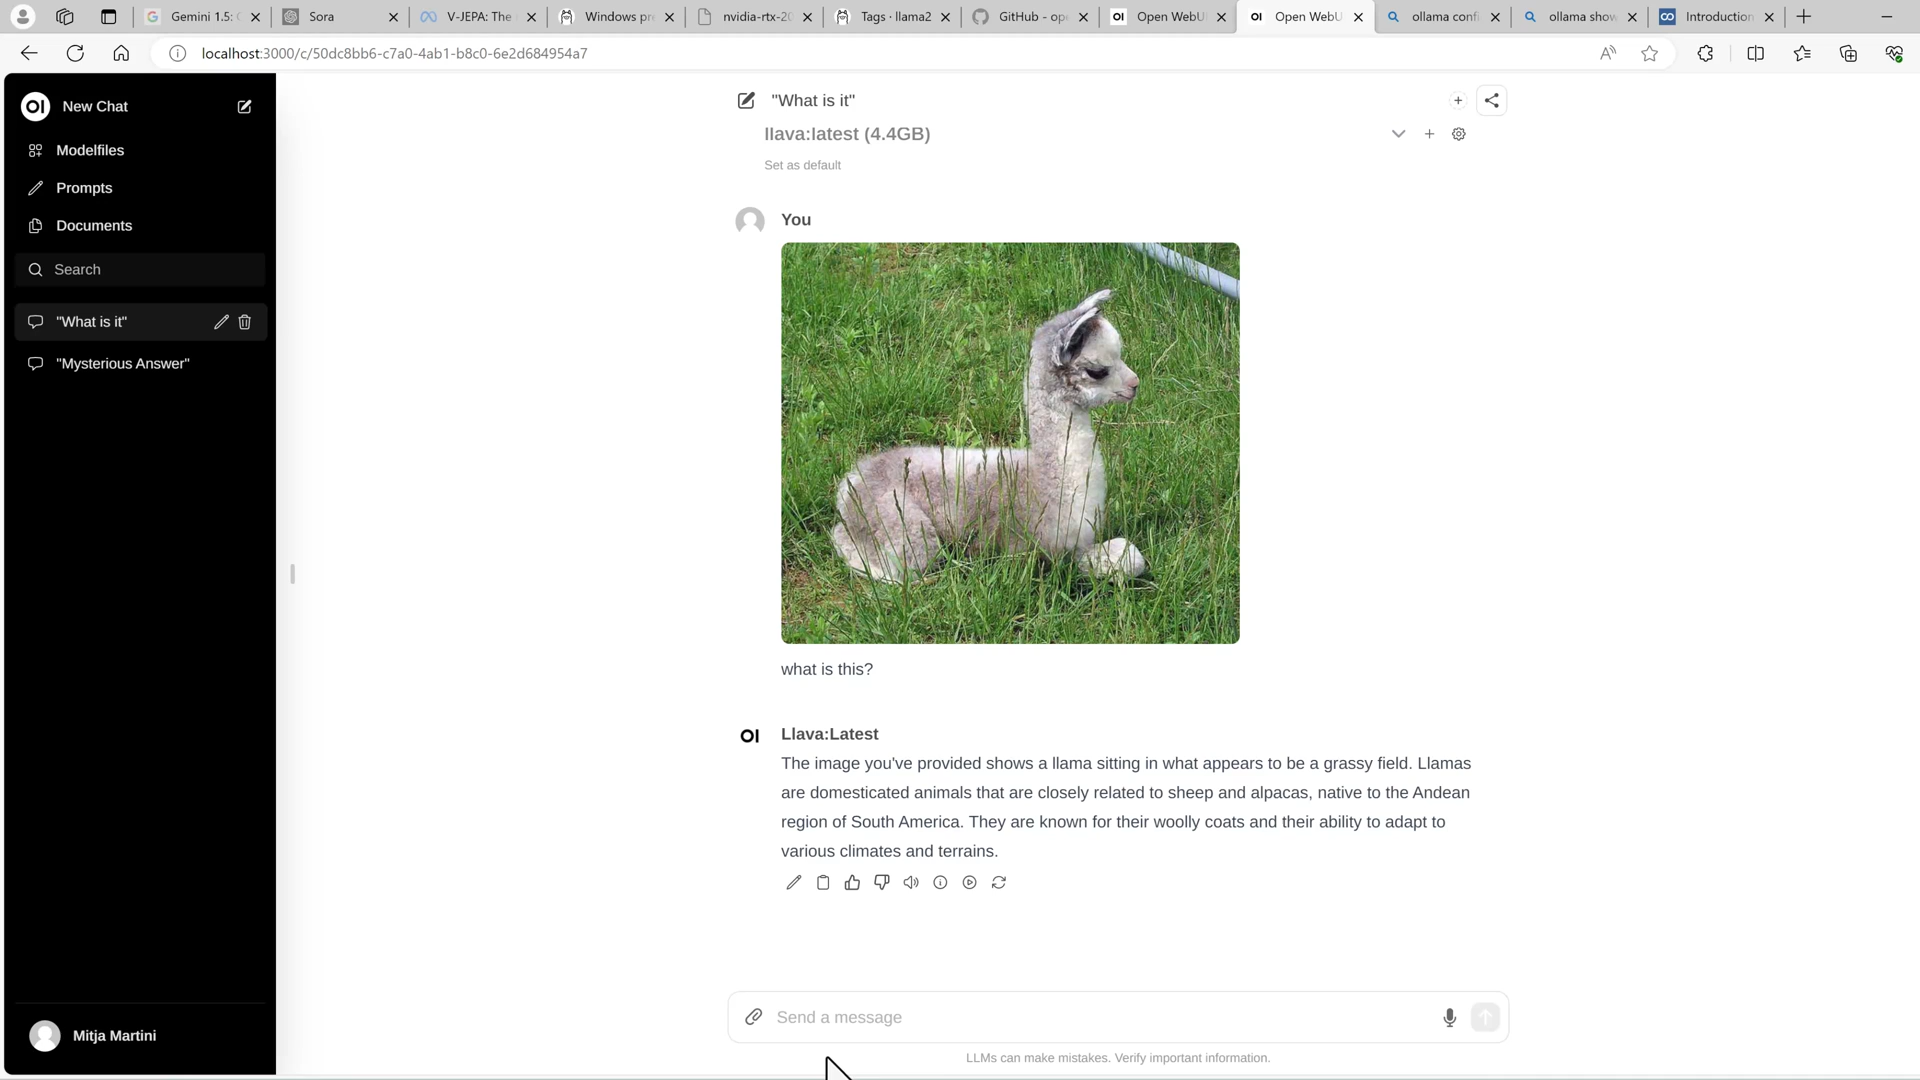 Gemini 1.5:
Sora
V-JEPA: The
Windows pr
nvidia-rtx-20
Tags · llama2
GitHub - op
OI Open WebU
OI Open WebU
ollama confi
ollama show
Introduction
localhost:3000/c/50dc8bb6-c7a0-4ab1-b8c0-6e2d684954a7
OI New Chat
Modelfiles
Prompts
Documents
Search
"What is it"
"Mysterious Answer"
Mitja Martini
"What is it"
llava:latest (4.4GB)
Set as default
You
what is this?
OI Llava:Latest
The image you've provided shows a llama sitting in what appears to be a grassy field. Llamas
are domesticated animals that are closely related to sheep and alpacas, native to the Andean
region of South America. They are known for their woolly coats and their ability to adapt to
various climates and terrains.
Send a message
LLMs can make mistakes. Verify important information.